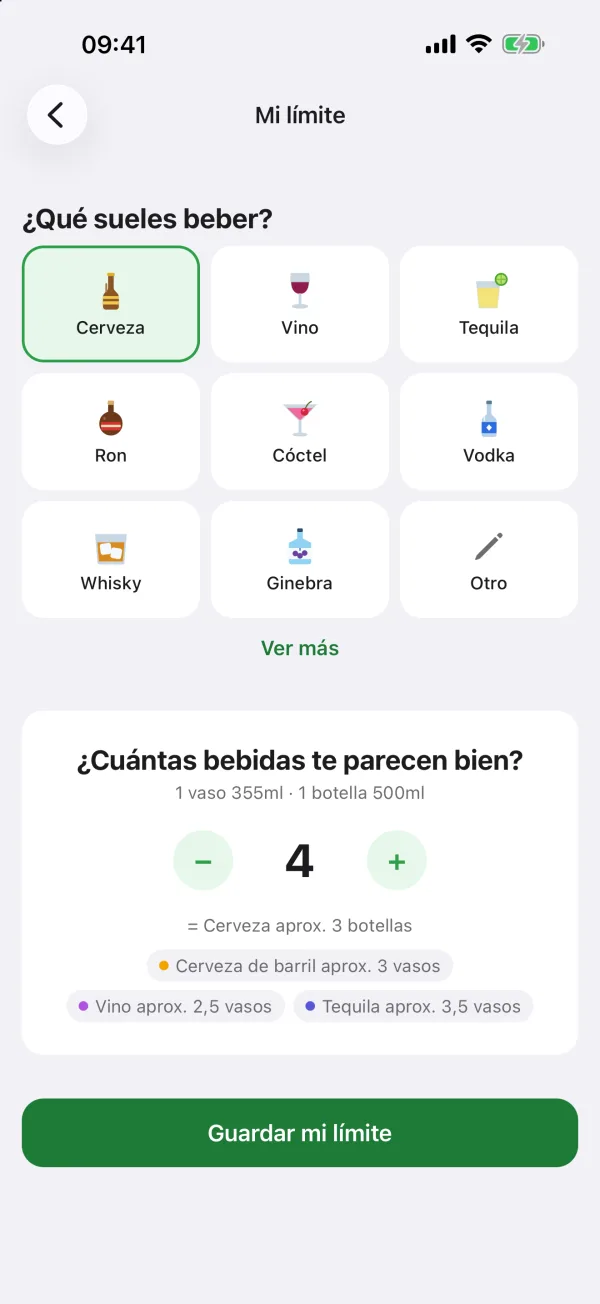 09:41
Mi límite
¿Qué sueles beber?
Cerveza
Vino
Tequila
Ron
Cóctel
Vodka
Whisky
Ginebra
Otro
Ver más
¿Cuántas bebidas te parecen bien?
1 vaso 355ml · 1 botella 500ml
− 4 +
= Cerveza aprox. 3 botellas
Cerveza de barril aprox. 3 vasos
Vino aprox. 2,5 vasos
Tequila aprox. 3,5 vasos
Guardar mi límite